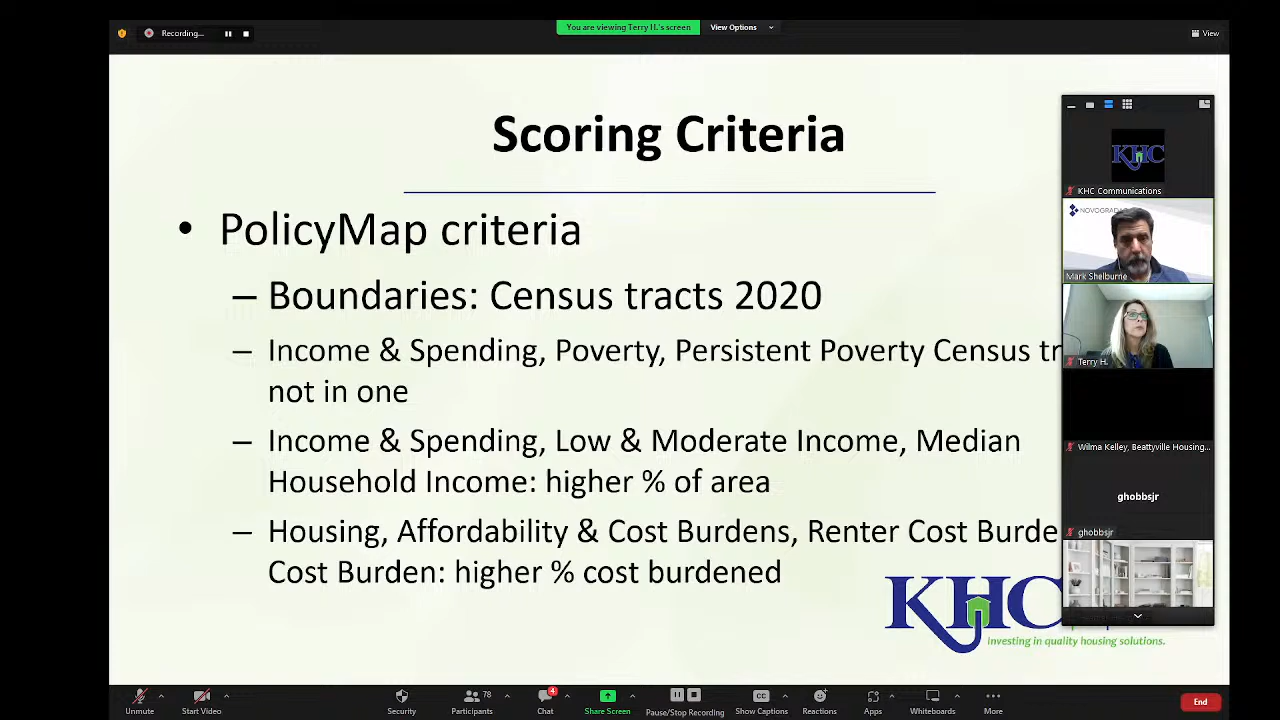 Recording...
You are viewing Terry H.'s screen
View Options
View
Scoring Criteria
• PolicyMap criteria
– Boundaries: Census tracts 2020
– Income & Spending, Poverty, Persistent Poverty Census
not in one
– Income & Spending, Low & Moderate Income, Median
Household Income: higher % of area
– Housing, Affordability & Cost Burdens, Renter Cost
Cost Burden: higher % cost burdened
KHC
Investing in quality housing solutions.
KHC
KHC Communications
Mark Shelburne
Terry H.
Wilma Kelley, Beattyville Housing...
ghobbsjr
ghobbsjr
Unmute
Start Video
Security
78
Participants
4
Chat
Share Screen
Pause/Stop Recording
CC
Show Captions
Reactions
Apps
Whiteboards
More
End